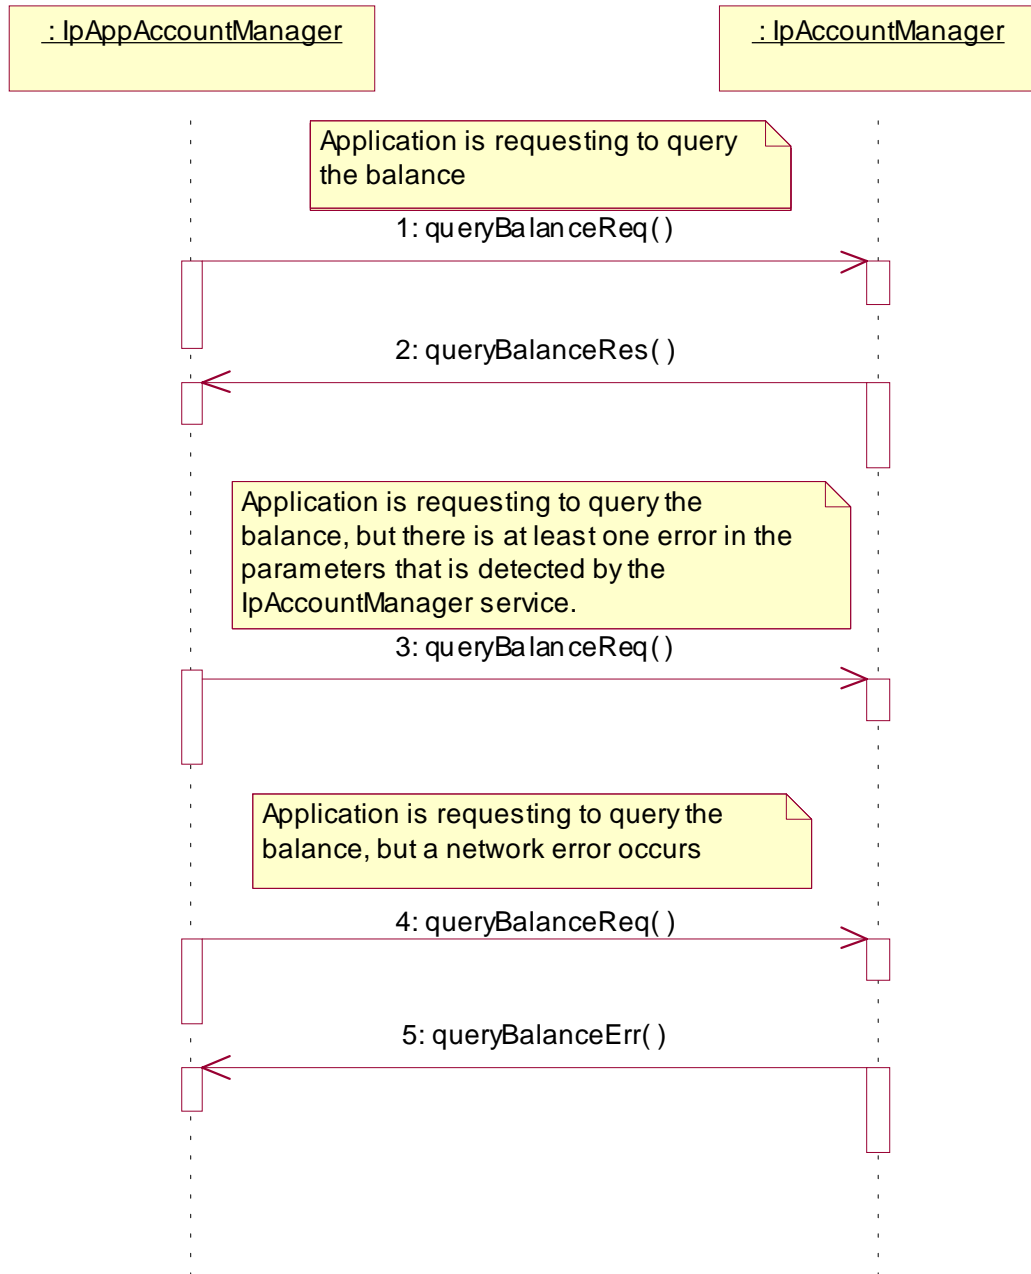 : IpAppAccountManager
: IpAccountManager
Application is requesting to query
the balance
1: queryBalanceReq( )
2: queryBalanceRes( )
Application is requesting to query the
balance, but there is at least one error in the
parameters that is detected by the
IpAccountManager service.
3: queryBalanceReq( )
Application is requesting to query the
balance, but a network error occurs
4: queryBalanceReq( )
5: queryBalanceErr( )